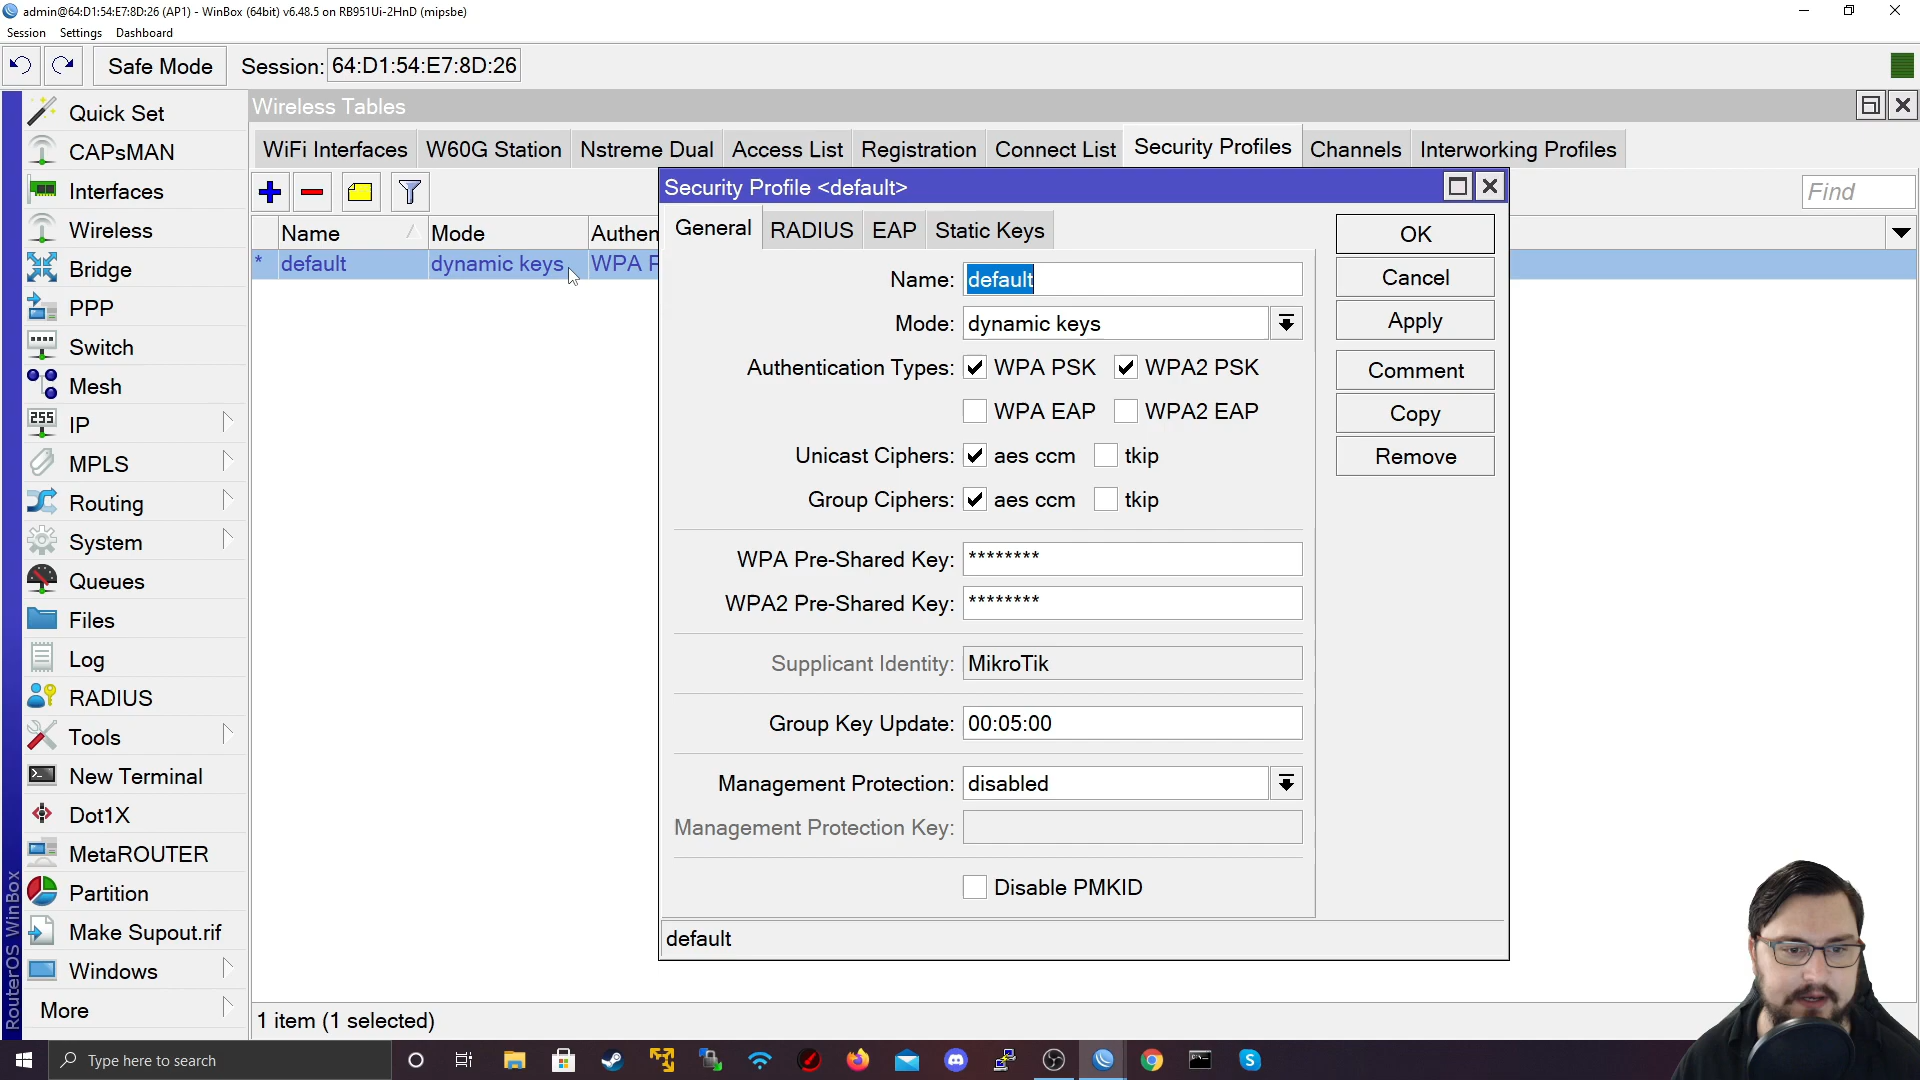 admin@64:D1:54:E7:8D:26 (AP1) - WinBox (64bit) v6.48.5 on RB951Ui-2HnD (mipsbe)
Session Settings Dashboard
Safe Mode Session: 64:D1:54:E7:8D:26
Quick Set
CAPsMAN
Interfaces
Wireless
Bridge
PPP
Switch
Mesh
IP
MPLS
Routing
System
Queues
Files
Log
RADIUS
Tools
New Terminal
Dot1X
MetaROUTER
Partition
Make Supout.rif
Windows
More
RouterOS WinBox
Wireless Tables
WiFi Interfaces W60G Station Nstreme Dual Access List Registration Connect List Security Profiles Channels Interworking Profiles
Find
Name Mode Authen
* default dynamic keys WPA P
Security Profile <default>
General RADIUS EAP Static Keys
Name: default
Mode: dynamic keys
Authentication Types: WPA PSK WPA2 PSK
WPA EAP WPA2 EAP
Unicast Ciphers: aes ccm tkip
Group Ciphers: aes ccm tkip
WPA Pre-Shared Key: ********
WPA2 Pre-Shared Key: ********
Supplicant Identity: MikroTik
Group Key Update: 00:05:00
Management Protection: disabled
Management Protection Key:
Disable PMKID
default
OK
Cancel
Apply
Comment
Copy
Remove
1 item (1 selected)
Type here to search